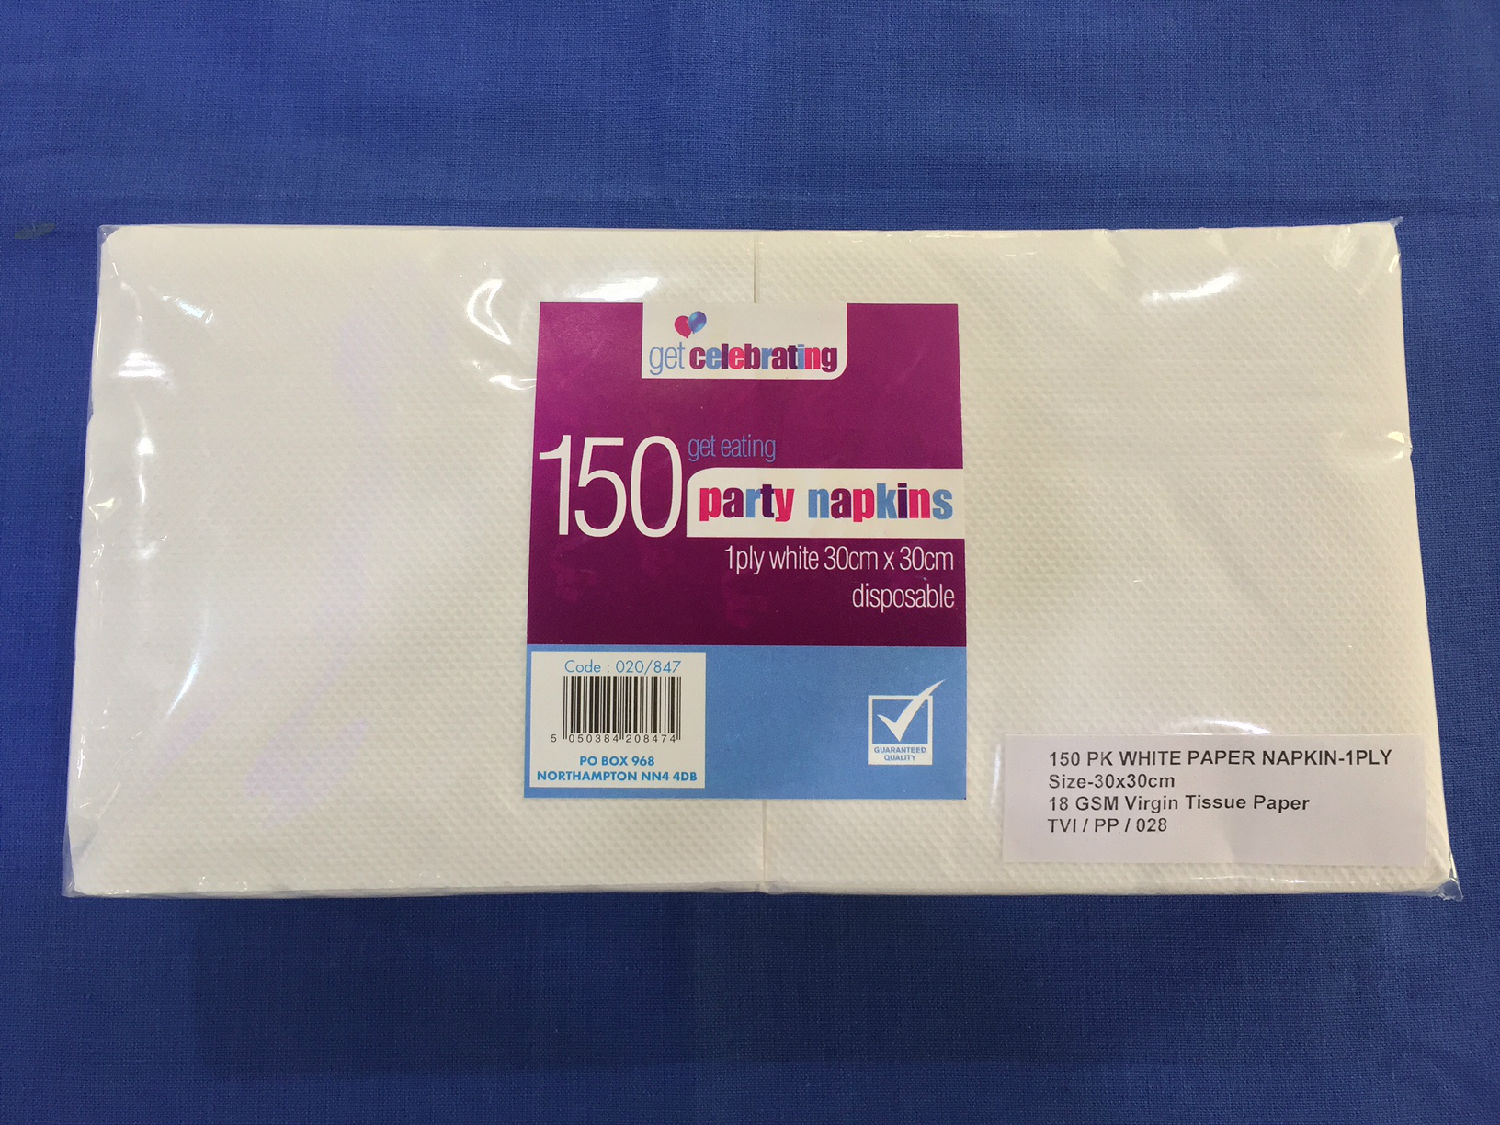 get celebrating
150
get eating
party napkins
1ply white 30cm x 30cm
disposable
Code : 020/847
5 050384 208474
PO BOX 968
NORTHAMPTON NN4 4DB
GUARANTEED
QUALITY
150 PK WHITE PAPER NAPKIN-1PLY
Size-30x30cm
18 GSM Virgin Tissue Paper
TVI / PP / 028